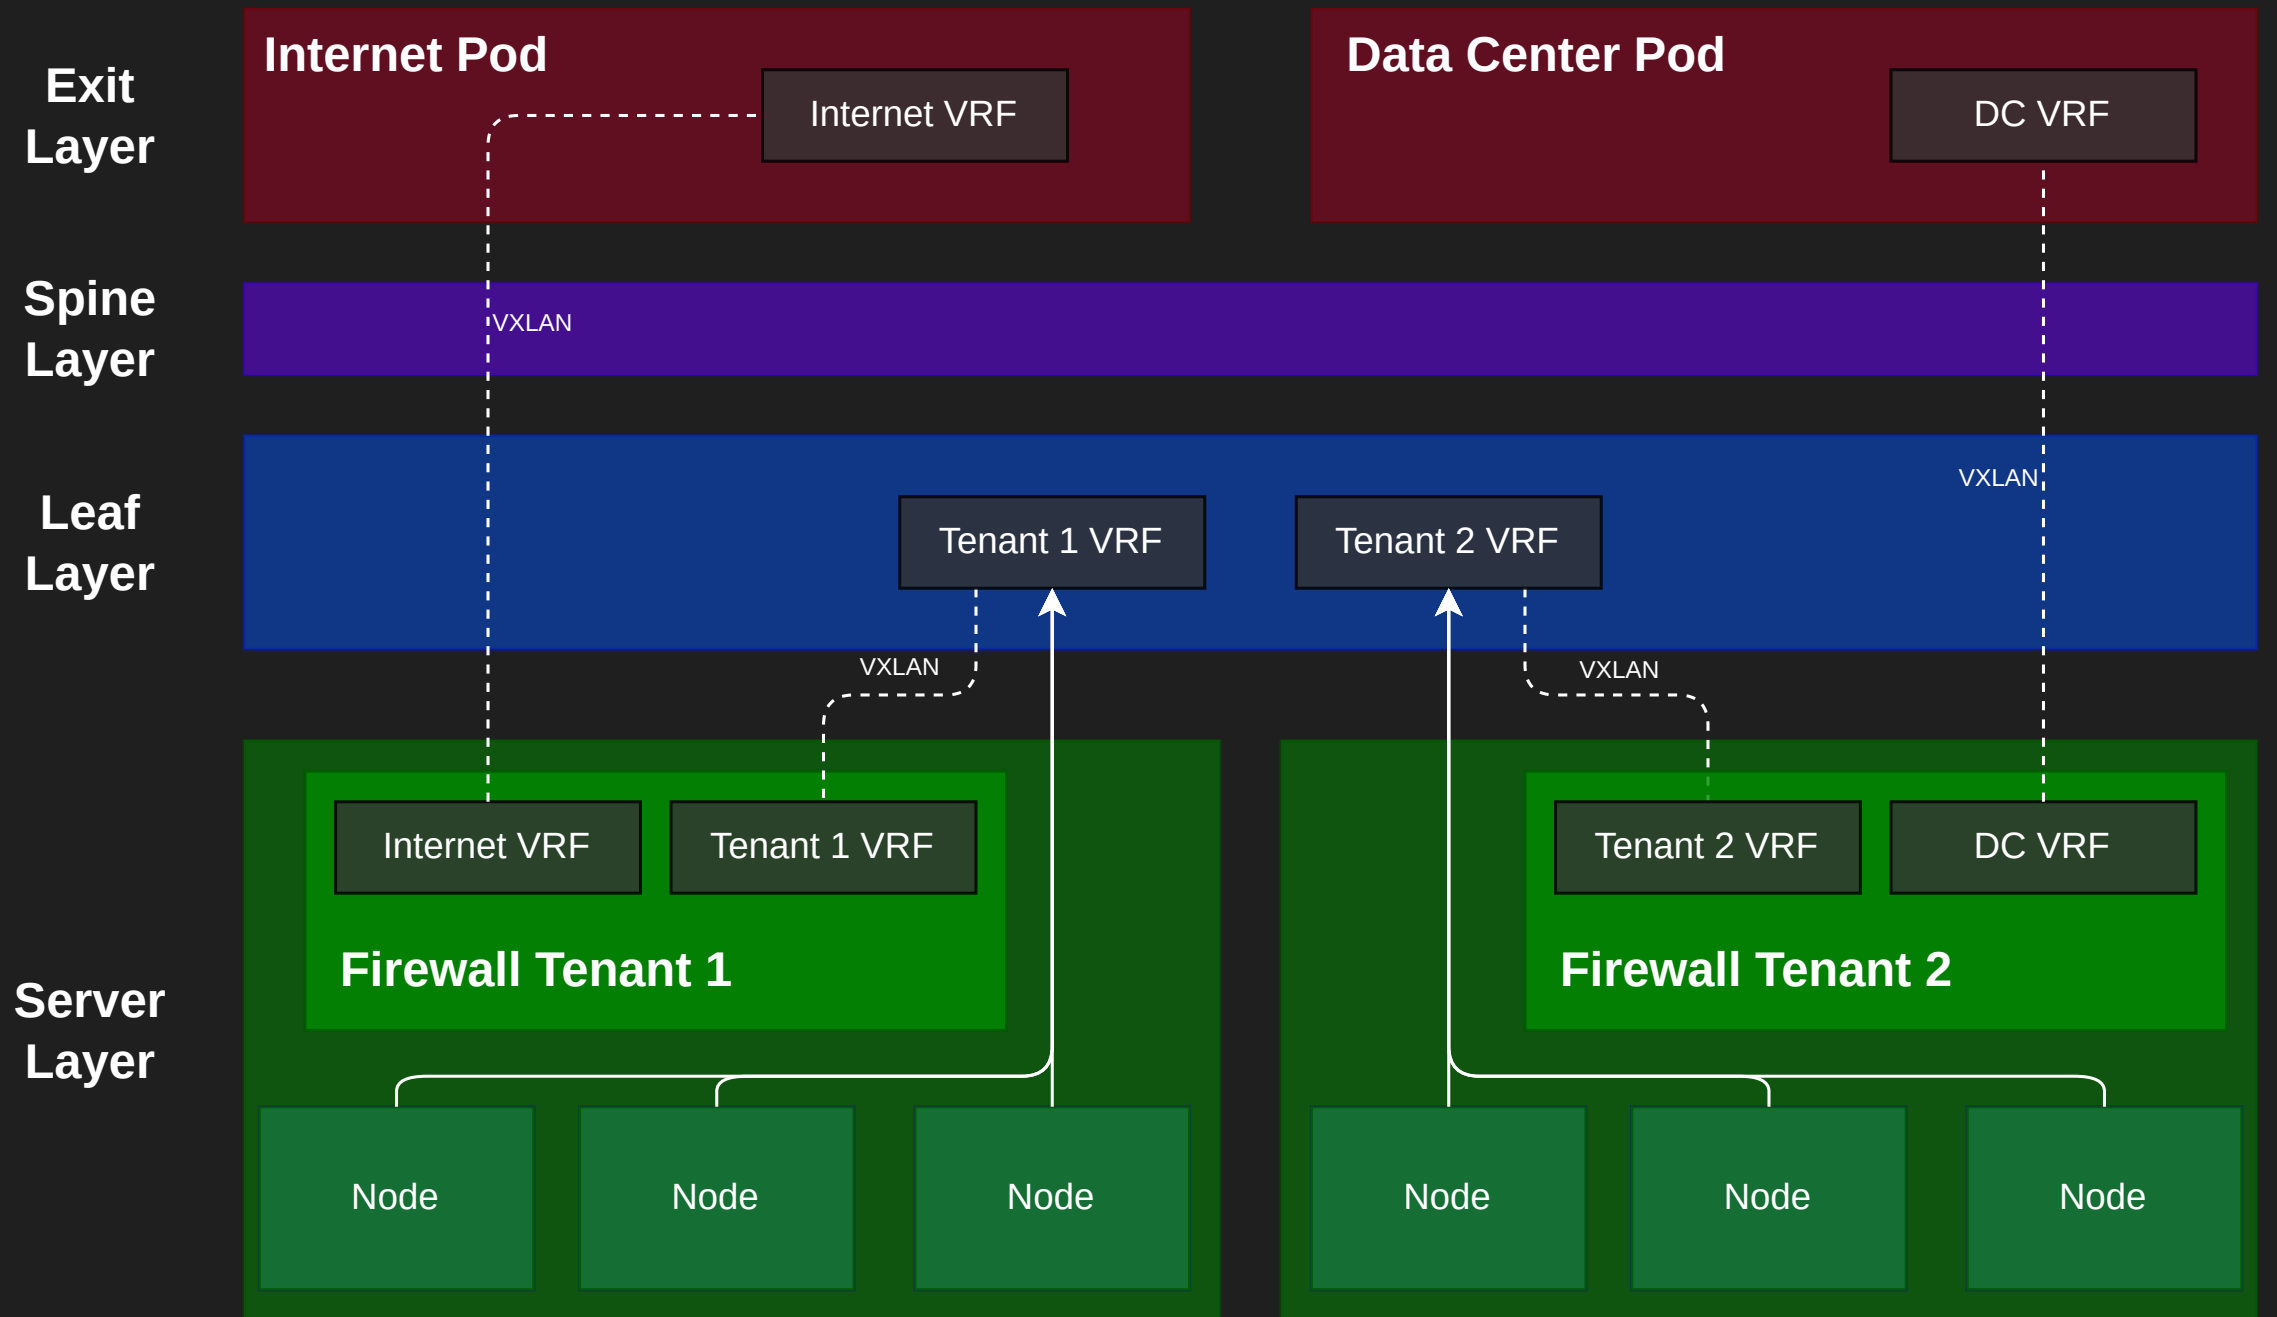 Internet Pod
Data Center Pod
Exit
Layer
Internet VRF
DC VRF
Spine
Layer
VXLAN
VXLAN
Leaf
Layer
Tenant 1 VRF
Tenant 2 VRF
VXLAN
VXLAN
Internet VRF
Tenant 1 VRF
Tenant 2 VRF
DC VRF
Firewall Tenant 1
Firewall Tenant 2
Server
Layer
Node
Node
Node
Node
Node
Node